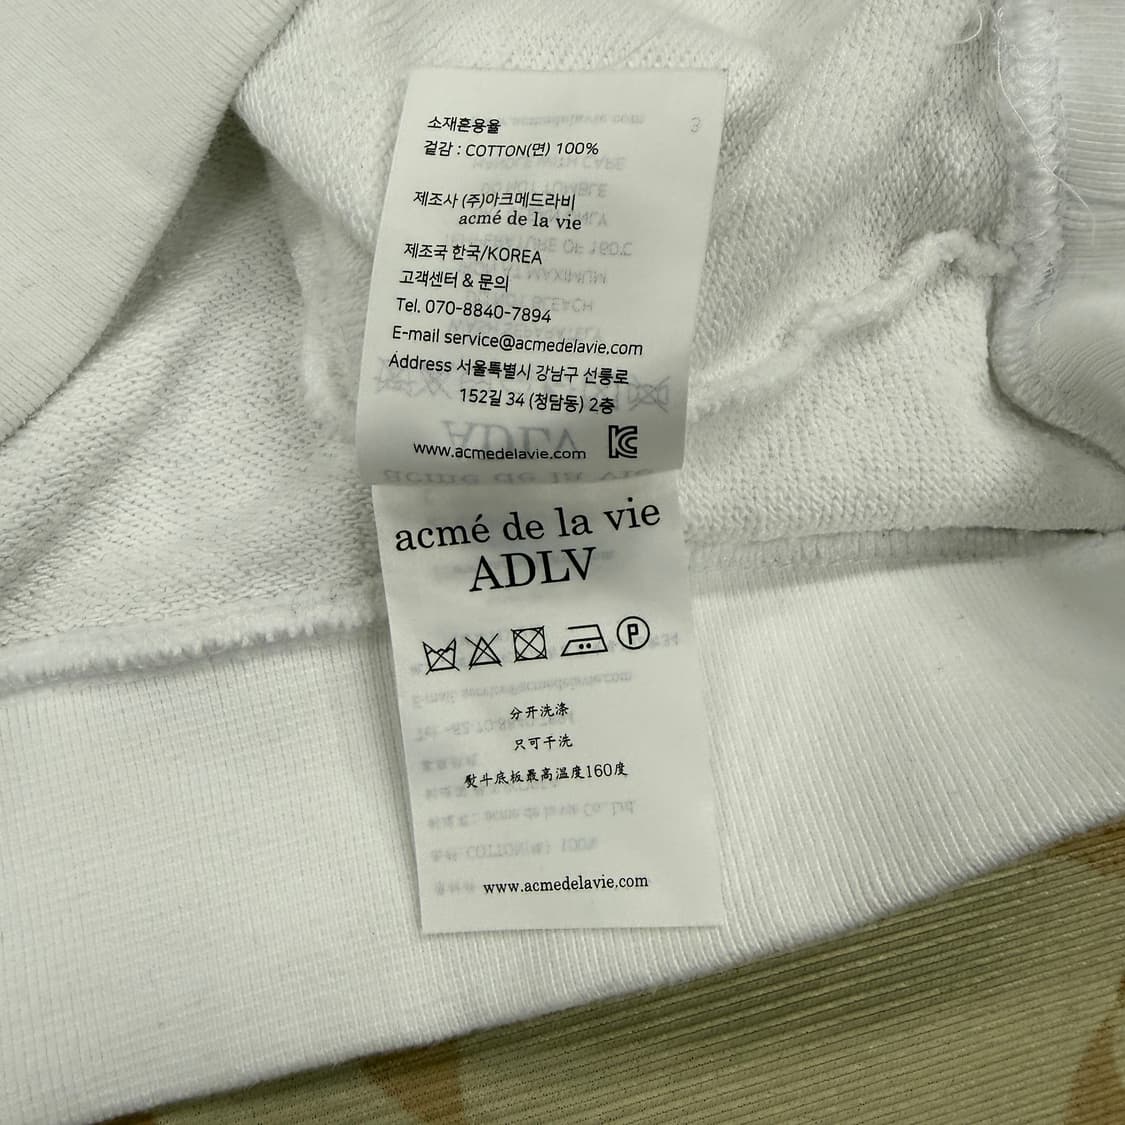 3
소재혼용율
겉감 : COTTON(면) 100%
제조사 (주)아크메드라비
acmé de la vie
제조국 한국/KOREA
고객센터 & 문의
Tel. 070-8840-7894
E-mail service@acmedelavie.com
Address 서울특별시 강남구 선릉로
152길 34 (청담동) 2층
www.acmedelavie.com
acmé de la vie
ADLV
P
分开洗涤
只可干洗
熨斗底板最高溫度160度
www.acmedelavie.com